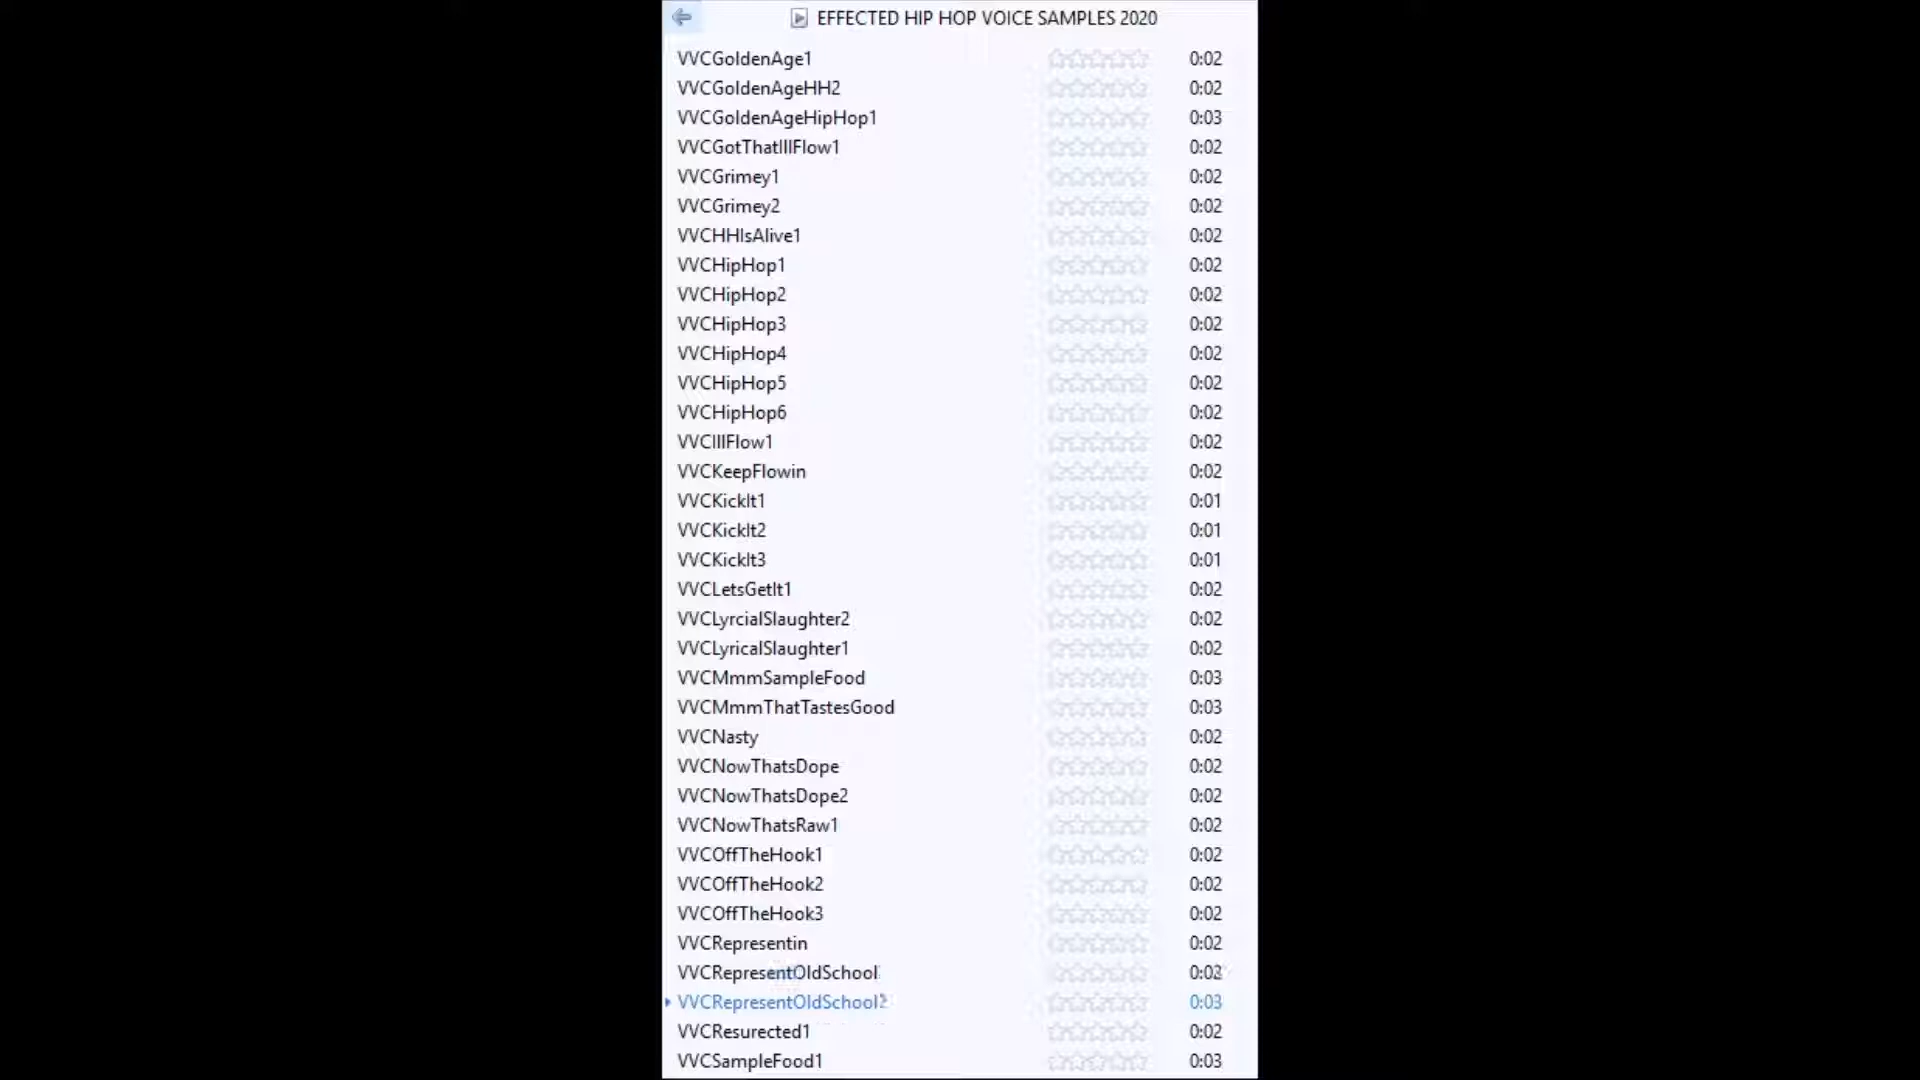 EFFECTED HIP HOP VOICE SAMPLES 2020
VVCGoldenAge1 0:02
VVCGoldenAgeHH2 0:02
VVCGoldenAgeHipHop1 0:03
VVCGotThatIllFlow1 0:02
VVCGrimey1 0:02
VVCGrimey2 0:02
VVCHHIsAlive1 0:02
VVCHipHop1 0:02
VVCHipHop2 0:02
VVCHipHop3 0:02
VVCHipHop4 0:02
VVCHipHop5 0:02
VVCHipHop6 0:02
VVCIllFlow1 0:02
VVCKeepFlowin 0:02
VVCKickIt1 0:01
VVCKickIt2 0:01
VVCKickIt3 0:01
VVCLetsGetIt1 0:02
VVCLyrcialSlaughter2 0:02
VVCLyricalSlaughter1 0:02
VVCMmmSampleFood 0:03
VVCMmmThatTastesGood 0:03
VVCNasty 0:02
VVCNowThatsDope 0:02
VVCNowThatsDope2 0:02
VVCNowThatsRaw1 0:02
VVCOffTheHook1 0:02
VVCOffTheHook2 0:02
VVCOffTheHook3 0:02
VVCRepresentin 0:02
VVCRepresentOldSchool 0:02
VVCRepresentOldSchool2 0:03
VVCResurected1 0:02
VVCSampleFood1 0:03